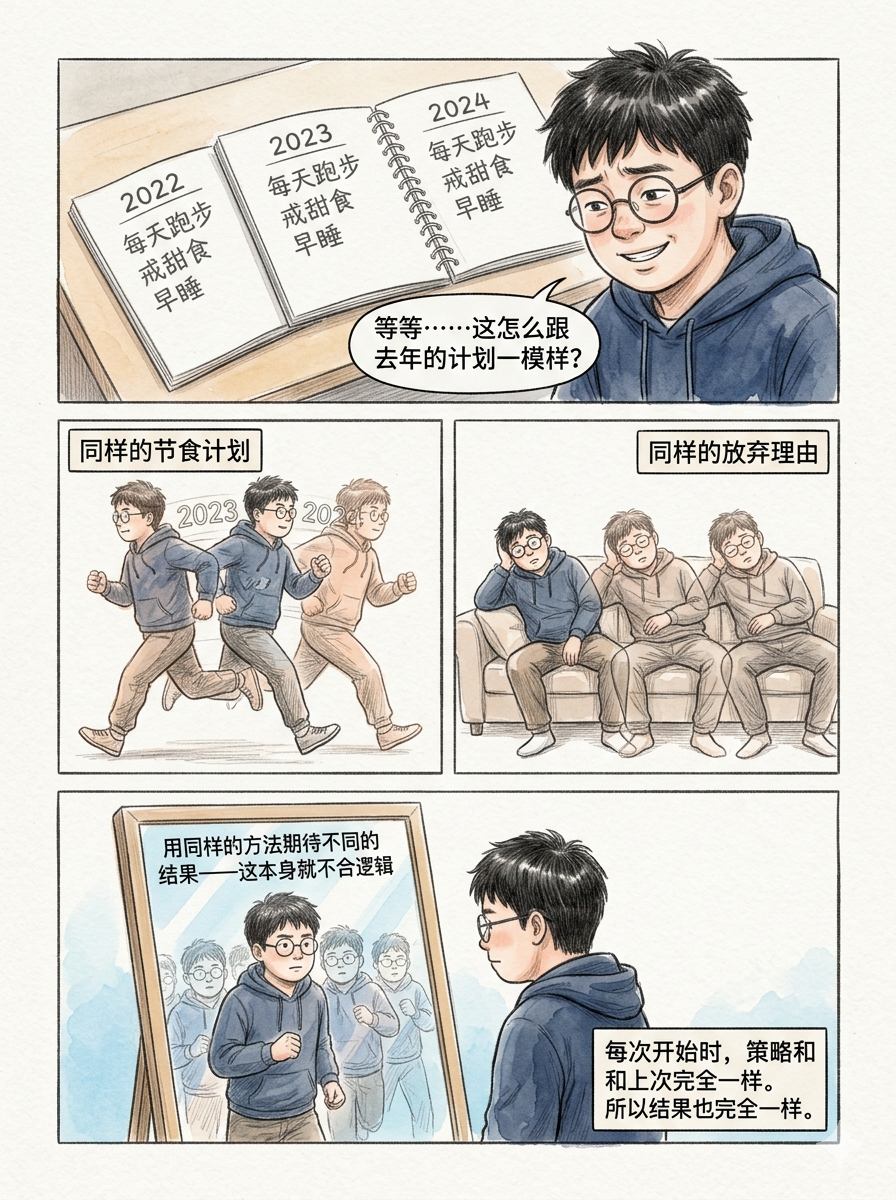 2022
每天跑步
戒甜食
早睡
2023
每天跑步
戒甜食
早睡
2024
每天跑步
戒甜食
早睡
等等……这怎么跟
去年的计划一模样？
同样的节食计划
2023
202
同样的放弃理由
用同样的方法期待不同的
结果——这本身就不合逻辑
每次开始时，策略和
和上次完全一样。
所以结果也完全一样。